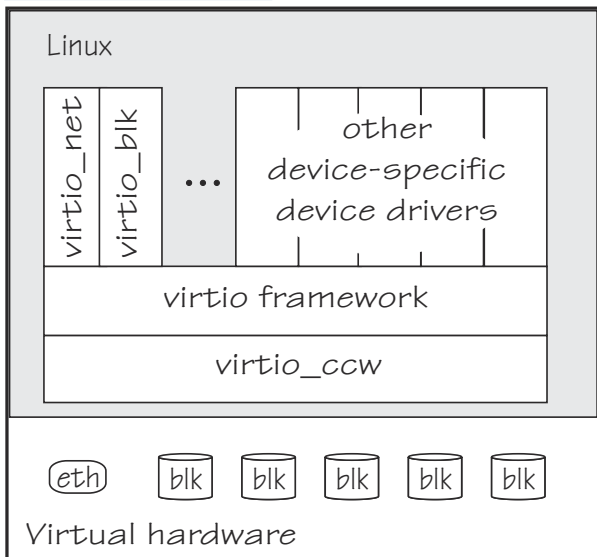 Linux
virtio_net
virtio_blk
...
other
device-specific
device drivers
virtio framework
virtio_ccw
eth
blk
blk
blk
blk
blk
Virtual hardware